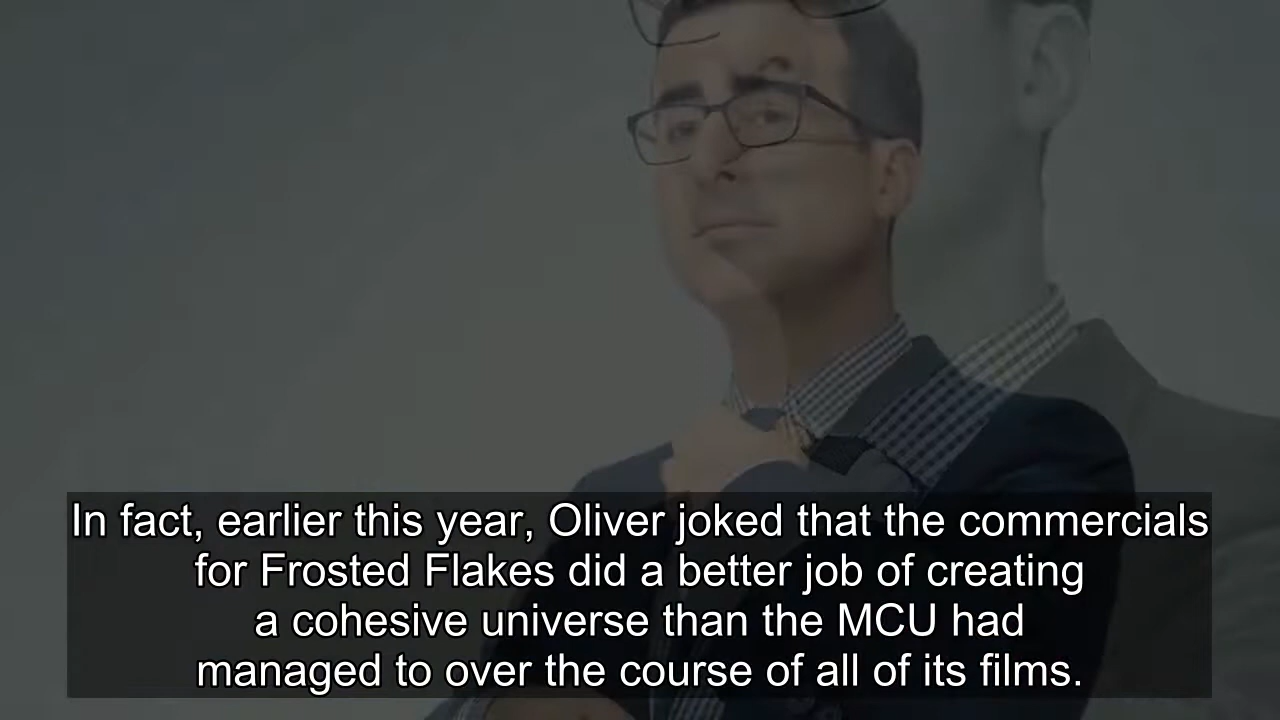 In fact, earlier this year, Oliver joked that the commercials
for Frosted Flakes did a better job of creating
a cohesive universe than the MCU had
managed to over the course of all of its films.